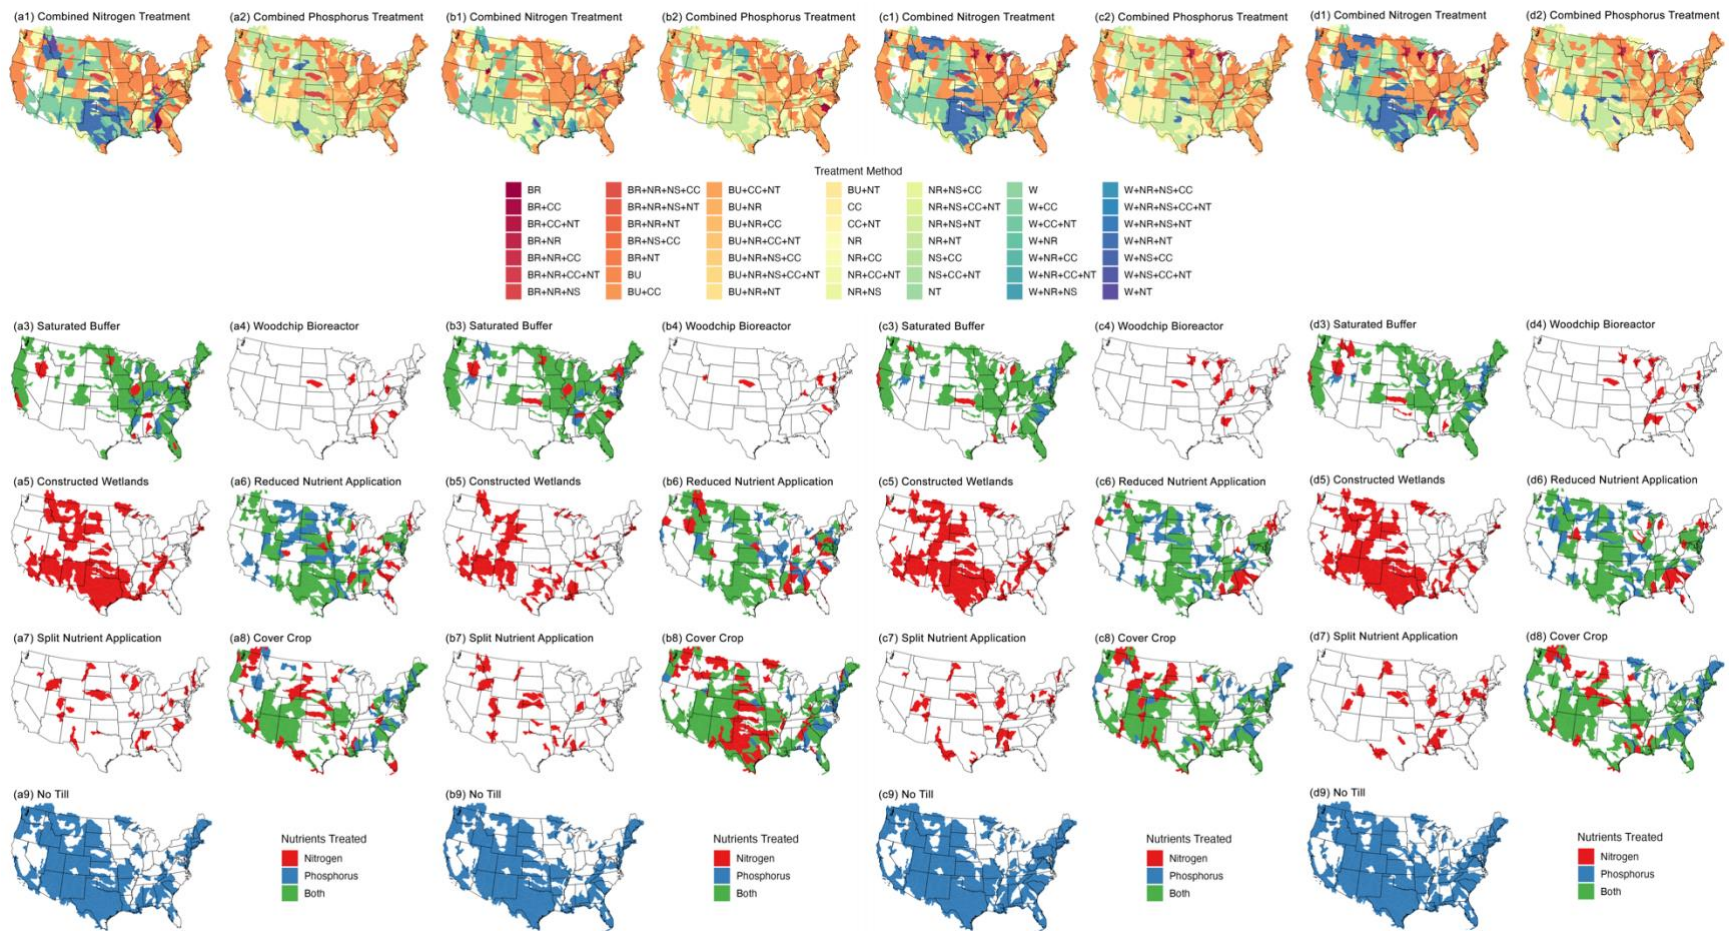 (a1) Combined Nitrogen Treatment
(a2) Combined Phosphorus Treatment
(b1) Combined Nitrogen Treatment
(b2) Combined Phosphorus Treatment
(c1) Combined Nitrogen Treatment
(c2) Combined Phosphorus Treatment
(d1) Combined Nitrogen Treatment
(d2) Combined Phosphorus Treatment
Treatment Method
BR
BR+CC
BR+CC+NT
BR+NR
BR+NR+CC
BR+NR+CC+NT
BR+NR+NS
BR+NR+NS+CC
BR+NR+NS+NT
BR+NR+NT
BR+NS+CC
BR+NT
BU
BU+CC
BU+CC+NT
BU+NR
BU+NR+CC
BU+NR+CC+NT
BU+NR+NS+CC
BU+NR+NS+CC+NT
BU+NR+NT
BU+NT
CC
CC+NT
NR
NR+CC
NR+CC+NT
NR+NS
NR+NS+CC
NR+NS+CC+NT
NR+NS+NT
NR+NT
NS+CC
NS+CC+NT
NT
W
W+CC
W+CC+NT
W+NR
W+NR+CC
W+NR+CC+NT
W+NR+NS
W+NR+NS+CC
W+NR+NS+CC+NT
W+NR+NS+NT
W+NR+NT
W+NS+CC
W+NS+CC+NT
W+NT
(a3) Saturated Buffer
(a4) Woodchip Bioreactor
(b3) Saturated Buffer
(b4) Woodchip Bioreactor
(c3) Saturated Buffer
(c4) Woodchip Bioreactor
(d3) Saturated Buffer
(d4) Woodchip Bioreactor
(a5) Constructed Wetlands
(a6) Reduced Nutrient Application
(b5) Constructed Wetlands
(b6) Reduced Nutrient Application
(c5) Constructed Wetlands
(c6) Reduced Nutrient Application
(d5) Constructed Wetlands
(d6) Reduced Nutrient Application
(a7) Split Nutrient Application
(a8) Cover Crop
(b7) Split Nutrient Application
(b8) Cover Crop
(c7) Split Nutrient Application
(c8) Cover Crop
(d7) Split Nutrient Application
(d8) Cover Crop
(a9) No Till
(b9) No Till
(c9) No Till
(d9) No Till
Nutrients Treated
Nitrogen
Phosphorus
Both
Nutrients Treated
Nitrogen
Phosphorus
Both
Nutrients Treated
Nitrogen
Phosphorus
Both
Nutrients Treated
Nitrogen
Phosphorus
Both